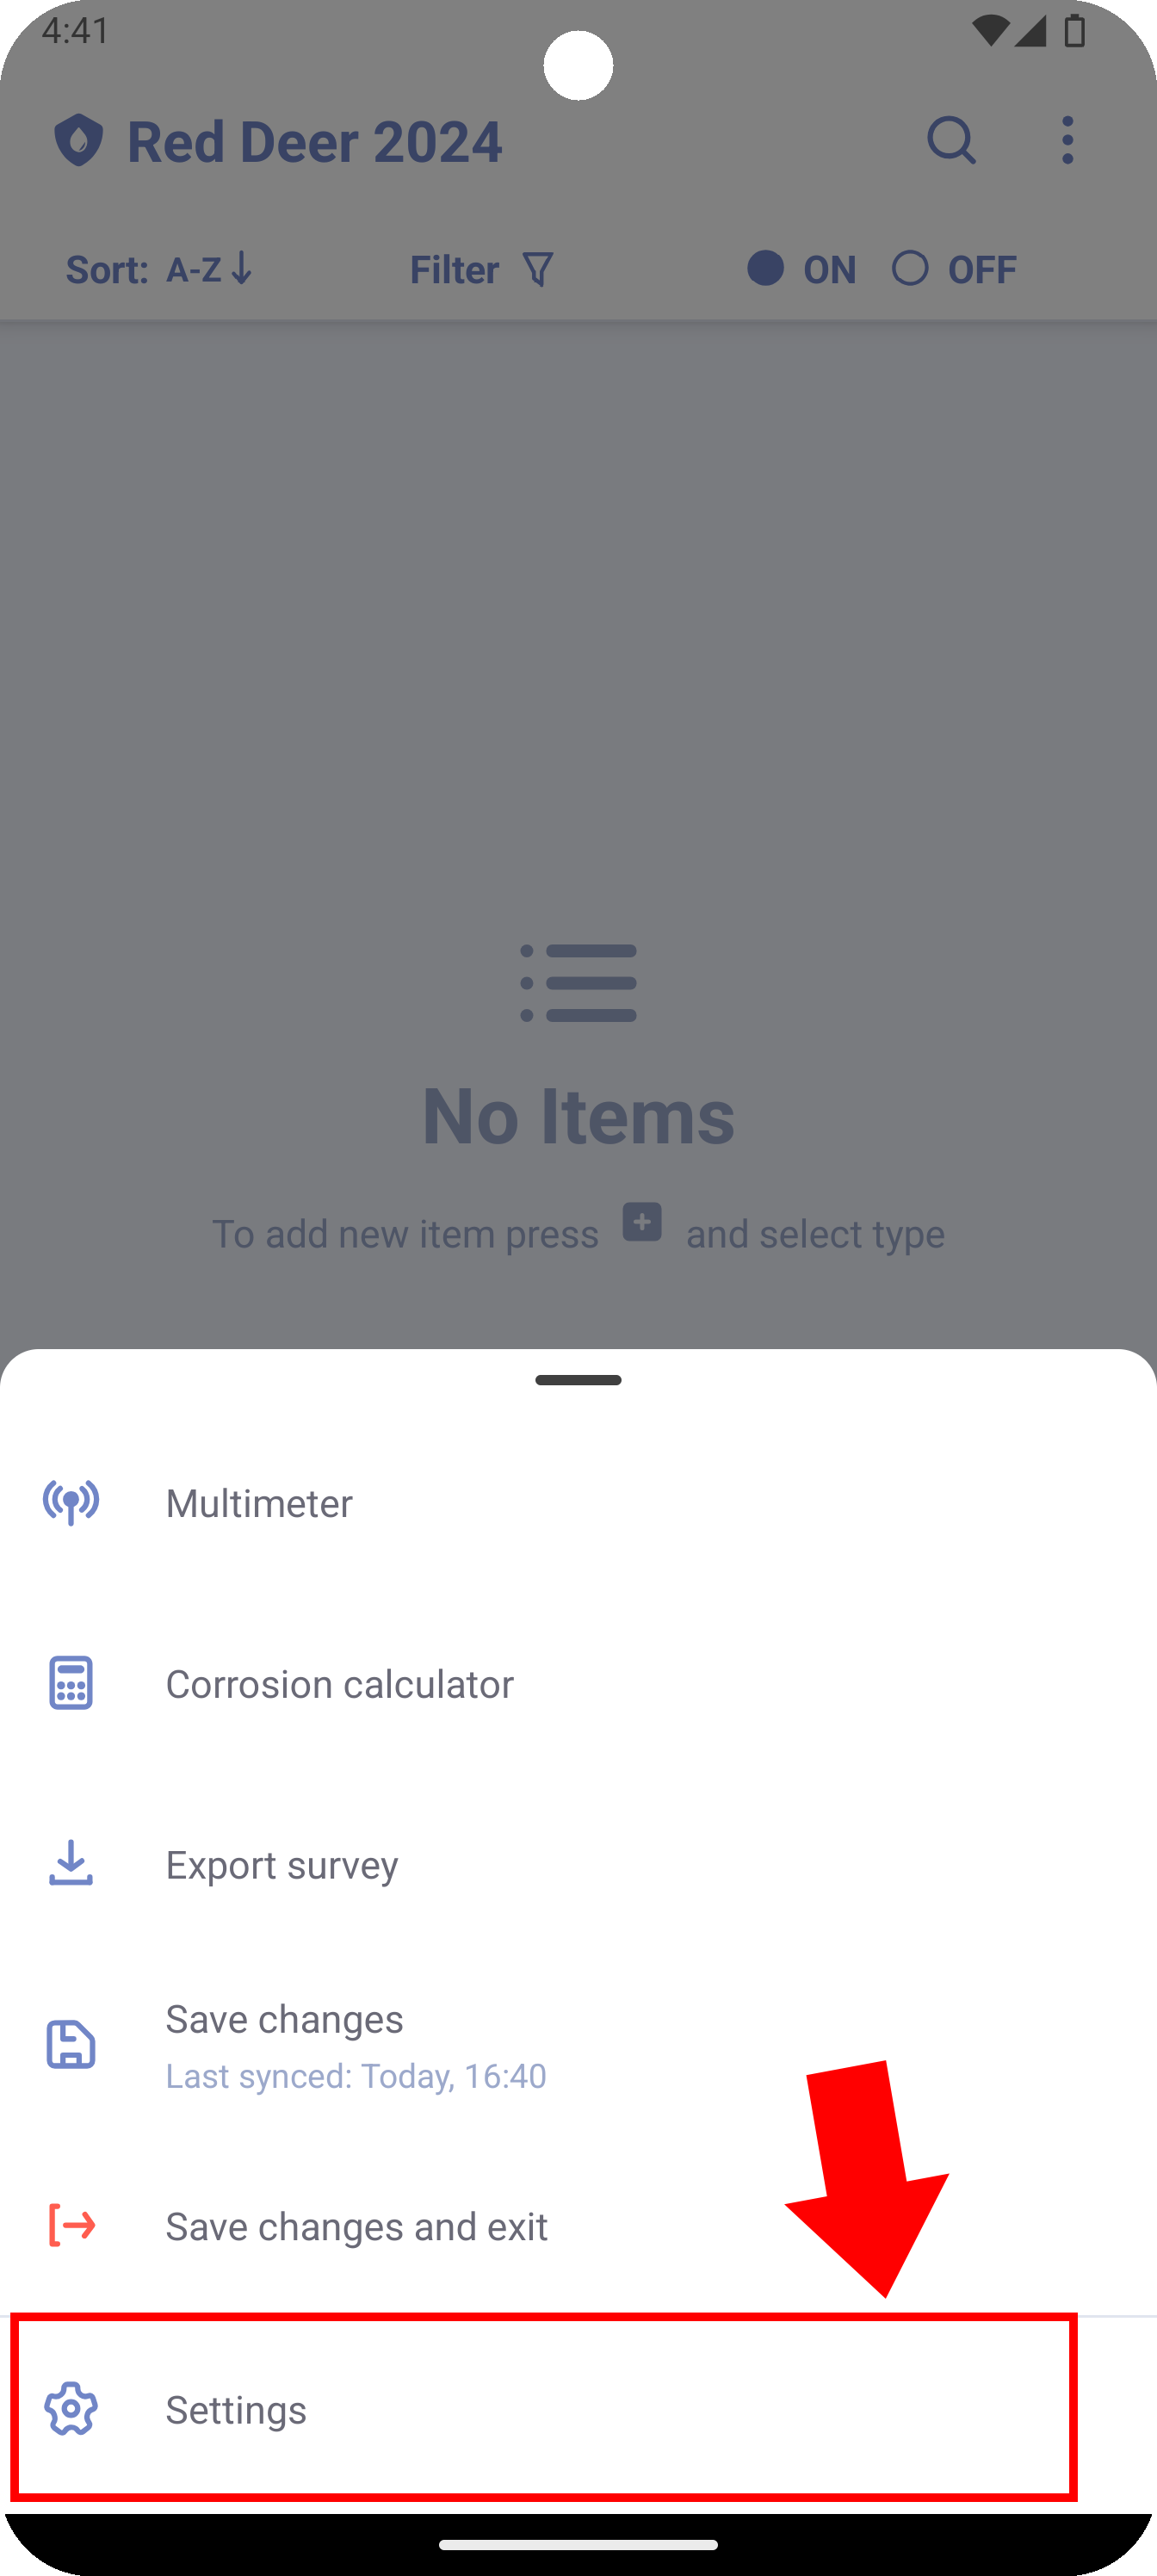 4:41
Red Deer 2024
Sort: A-Z Filter ON OFF
No Items
To add new item press and select type
Multimeter
Corrosion calculator
Export survey
Save changes
Last synced: Today, 16:40
Save changes and exit
Settings